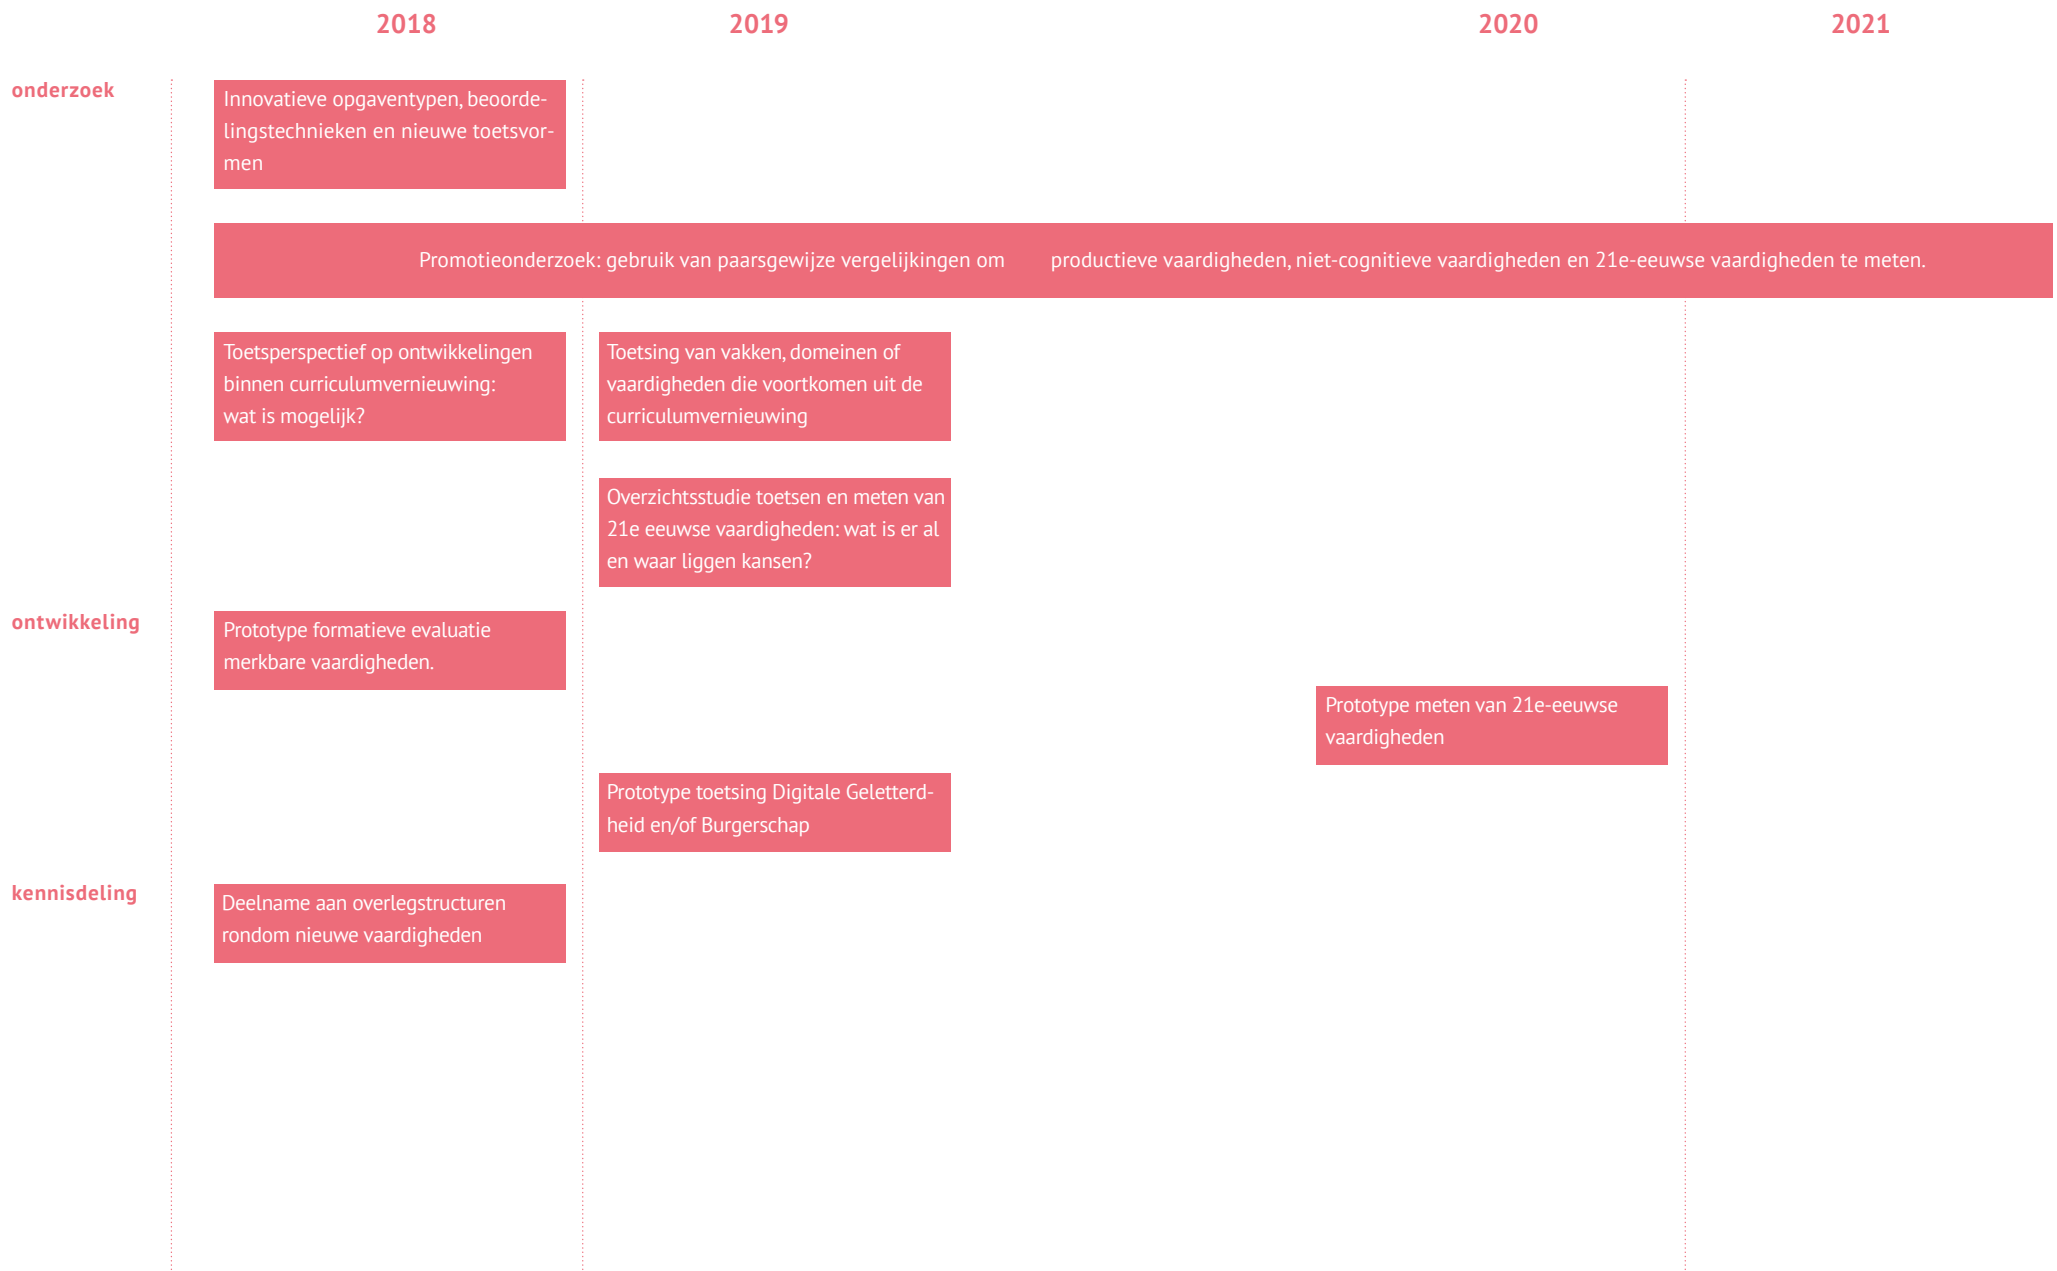 2018
2019
2020
2021
onderzoek
Innovatieve opgaventypen, beoorde-
lingstechnieken en nieuwe toetsvor-
men
Promotieonderzoek: gebruik van paarsgewijze vergelijkingen om productieve vaardigheden, niet-cognitieve vaardigheden en 21e-eeuwse vaardigheden te meten.
Toetsperspectief op ontwikkelingen
binnen curriculumvernieuwing:
wat is mogelijk?
Toetsing van vakken, domeinen of
vaardigheden die voortkomen uit de
curriculumvernieuwing
Overzichtsstudie toetsen en meten van
21e eeuwse vaardigheden: wat is er al
en waar liggen kansen?
ontwikkeling
Prototype formatieve evaluatie
merkbare vaardigheden.
Prototype meten van 21e-eeuwse
vaardigheden
Prototype toetsing Digitale Geletterd-
heid en/of Burgerschap
kennisdeling
Deelname aan overlegstructuren
rondom nieuwe vaardigheden